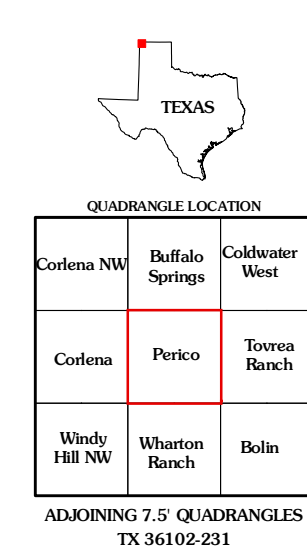 TEXAS
QUADRANGLE LOCATION
Corlena NW
Buffalo
Springs
Coldwater
West
Corlena
Perico
Tovrea
Ranch
Windy
Hill NW
Wharton
Ranch
Bolin
ADJOINING 7.5' QUADRANGLES
TX 36102-231